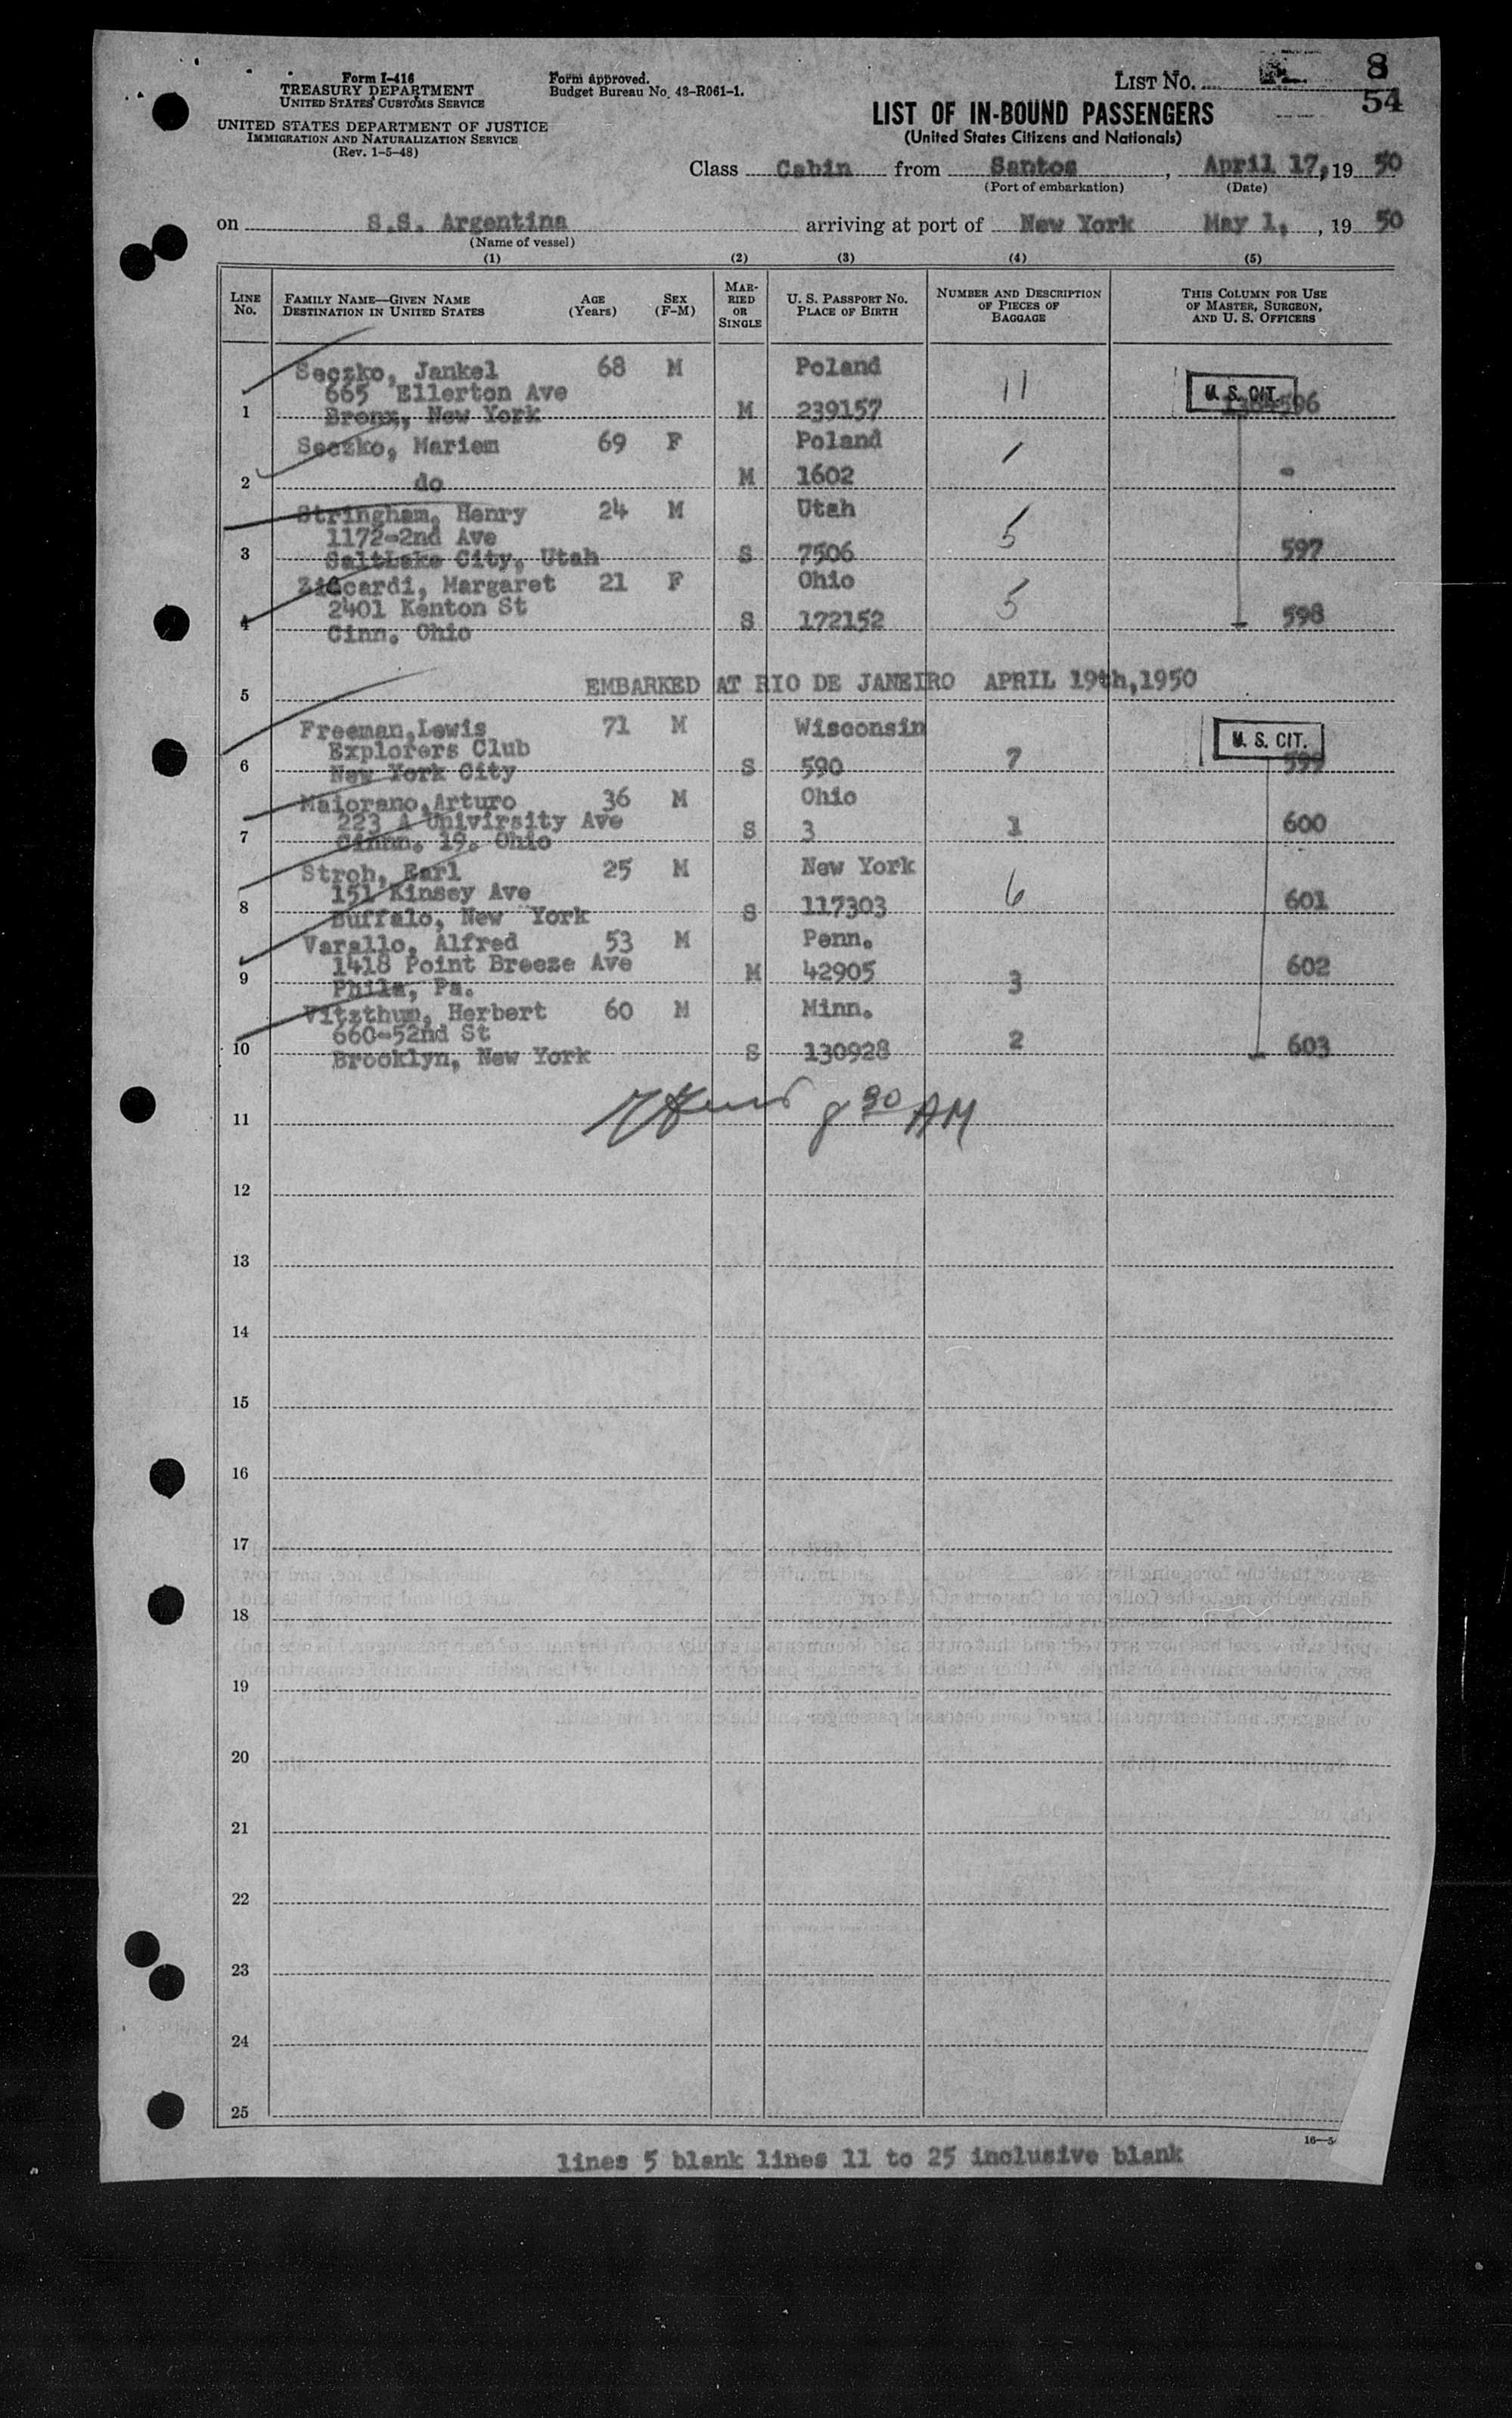 Form I-416
TREASURY DEPARTMENT
UNITED STATES CUSTOMS SERVICE
UNITED STATES DEPARTMENT OF JUSTICE
IMMIGRATION AND NATURALIZATION SERVICE
(Rev. 1-5-48)
Form approved.
Budget Bureau No. 43-R061-1.
LIST No.
8
54
LIST OF IN-BOUND PASSENGERS
(United States Citizens and Nationals)
Class Cabin from Santos, April 17, 19 50
(Port of embarkation) (Date)
on S.S. Argentina arriving at port of New York May 1, , 19 50
(Name of vessel)
(1) (2) (3) (4) (5)
LINE No. FAMILY NAME—GIVEN NAME DESTINATION IN UNITED STATES AGE (Years) SEX (F-M) MARRIED OR SINGLE U. S. PASSPORT NO. PLACE OF BIRTH NUMBER AND DESCRIPTION OF PIECES OF BAGGAGE THIS COLUMN FOR USE OF MASTER, SURGEON, AND U. S. OFFICERS
Seczko, Jankel 68 M Poland 11
665 Ellerton Ave U. S. CIT.
1 Bronx, New York M 239157
Seczko, Mariem 69 F Poland 1
2 do M 1602 -
Stringham, Henry 24 M Utah 5
1172-2nd Ave
3 SaltLake City, Utah S 7506 597
Ziccardi, Margaret 21 F Ohio 5
2401 Kenton St
4 Cinn. Ohio S 172152 598
5 EMBARKED AT RIO DE JANEIRO APRIL 19th,1950
Freeman,Lewis 71 M Wisconsin
Explorers Club U. S. CIT.
6 New York City S 590 7 599
Maiorano,Arturo 36 M Ohio
223 A Univirsity Ave
7 Cinnn. 19. Ohio S 3 1 600
Stroh, Earl 25 M New York
151 Kinsey Ave
8 Buffalo, New York S 117303 6 601
Varallo, Alfred 53 M Penn.
1418 Point Breeze Ave
9 Phila, Pa. M 42905 3 602
Vitzthum, Herbert 60 M Minn.
660-52nd St
10 Brooklyn, New York S 130928 2 603
11 8 30 AM
12
13
14
15
16
17
18
19
20
21
22
23
24
25
lines 5 blank lines 11 to 25 inclusive blank